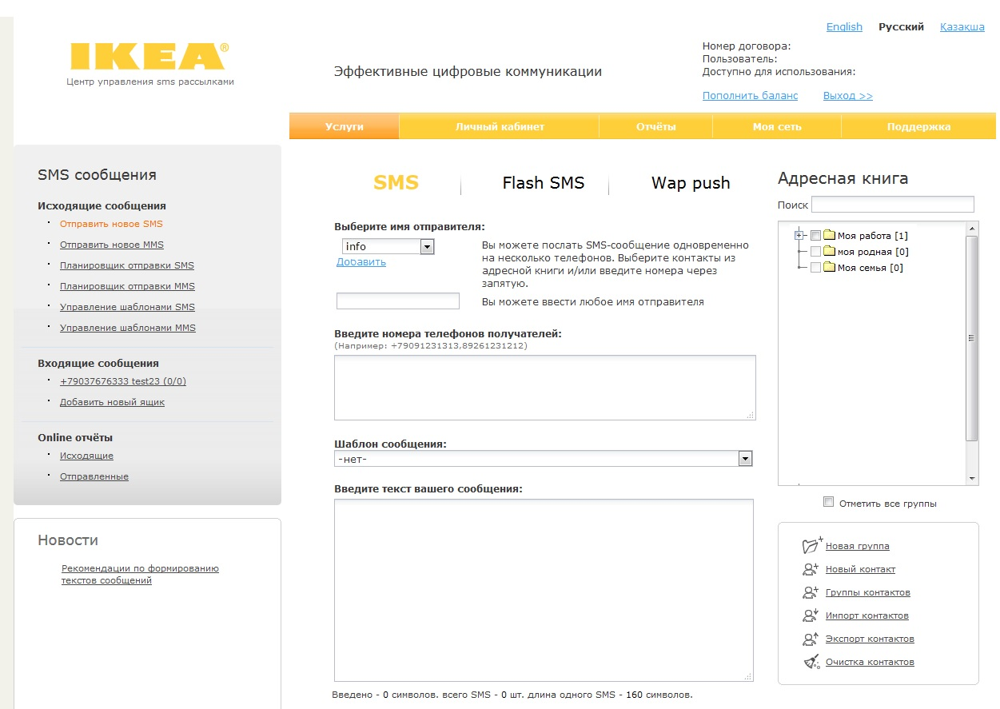 English Русский Қазақша
IKEA®
Центр управления sms рассылками
Эффективные цифровые коммуникации
Номер договора:
Пользователь:
Доступно для использования:
Пополнить баланс Выход >>
Услуги Личный кабинет Отчёты Моя сеть Поддержка
SMS сообщения
Исходящие сообщения
Отправить новое SMS
Отправить новое MMS
Планировщик отправки SMS
Планировщик отправки MMS
Управление шаблонами SMS
Управление шаблонами MMS
Входящие сообщения
+79037676333 test23 (0/0)
Добавить новый ящик
Online отчёты
Исходящие
Отправленные
Новости
Рекомендации по формированию
текстов сообщений
SMS Flash SMS Wap push
Выберите имя отправителя:
info
Добавить
Вы можете послать SMS-сообщение одновременно
на несколько телефонов. Выберите контакты из
адресной книги и/или введите номера через
запятую.
Вы можете ввести любое имя отправителя
Введите номера телефонов получателей:
(Например: +79091231313,89261231212)
Шаблон сообщения:
-нет-
Введите текст вашего сообщения:
Введено - 0 символов. всего SMS - 0 шт. длина одного SMS - 160 символов.
Адресная книга
Поиск
Моя работа [1]
моя родная [0]
Моя семья [0]
Отметить все группы
Новая группа
Новый контакт
Группы контактов
Импорт контактов
Экспорт контактов
Очистка контактов